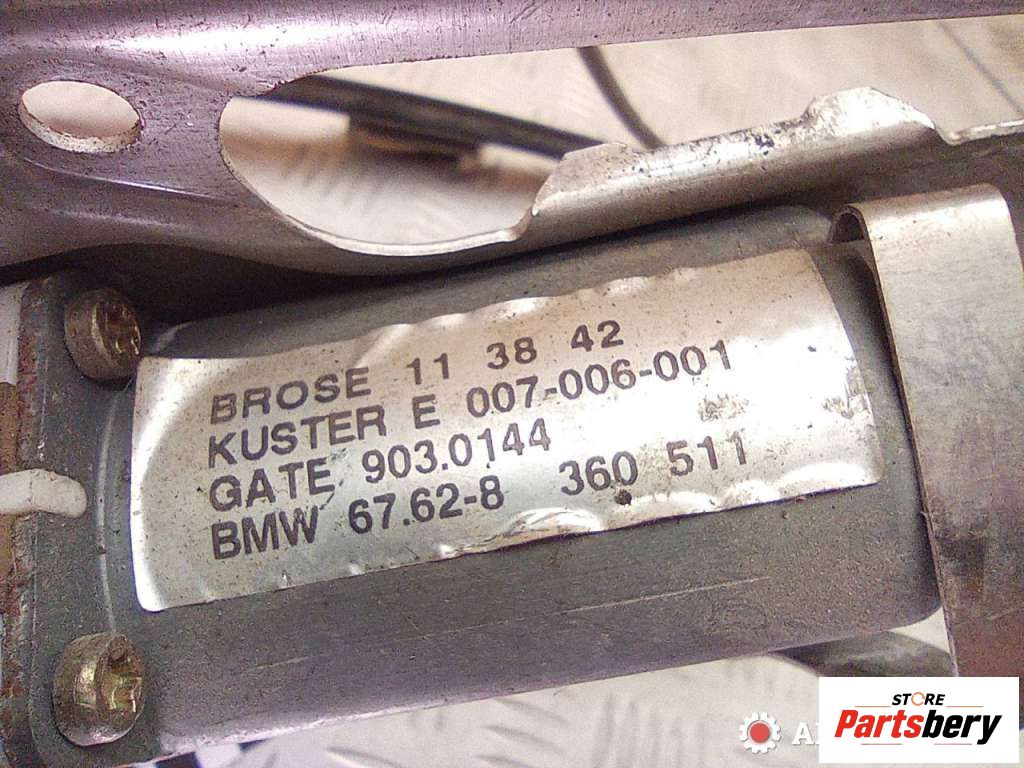 BROSE 11 38 42
KUSTER E 007-006-001
GATE 903.0144
BMW 67.62-8 360 511
STORE
Partsbery